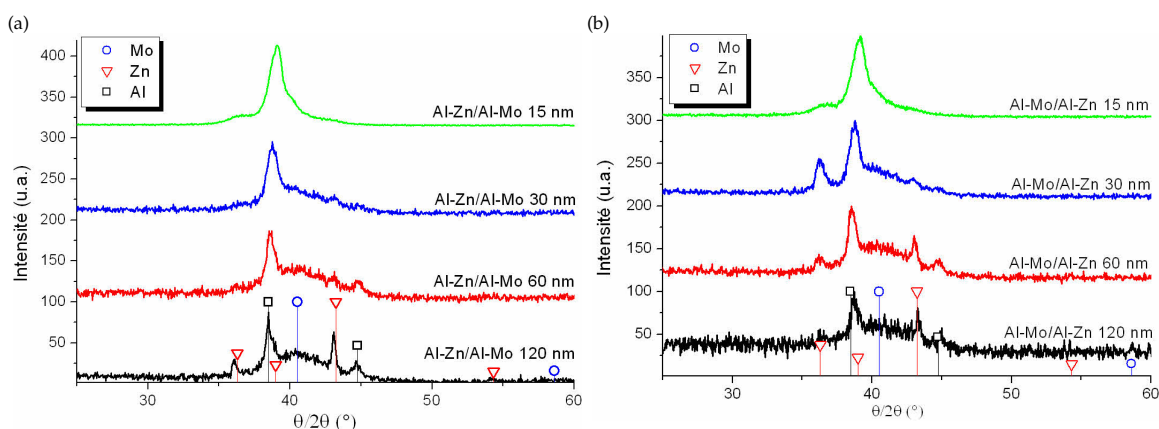 (a)
Mo
Zn
Al
Intensité (u.a.)
400
350
300
250
200
150
100
50
0
Al-Zn/Al-Mo 15 nm
Al-Zn/Al-Mo 30 nm
Al-Zn/Al-Mo 60 nm
Al-Zn/Al-Mo 120 nm
30
40
50
60
θ/2θ (°)
(b)
Mo
Zn
Al
Intensité (u.a.)
350
300
250
200
150
100
50
Al-Mo/Al-Zn 15 nm
Al-Mo/Al-Zn 30 nm
Al-Mo/Al-Zn 60 nm
Al-Mo/Al-Zn 120 nm
30
40
50
60
θ/2θ (°)